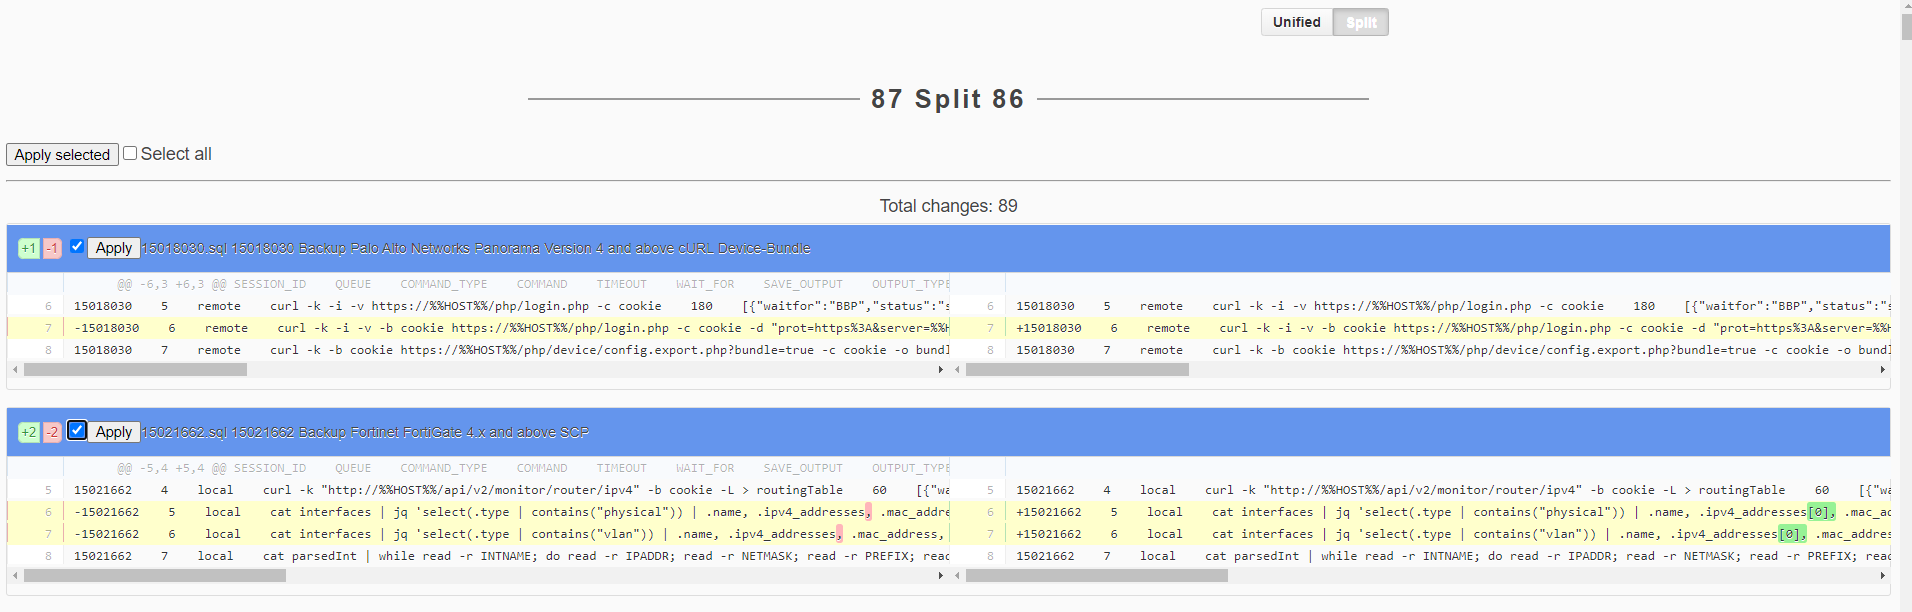 Unified Split
87 Split 86
Apply selected Select all
Total changes: 89
+1 -1 Apply 15018030.sql 15018030 Backup Palo Alto Networks Panorama Version 4 and above cURL Device-Bundle
@@ -6,3 +6,3 @@ SESSION_ID QUEUE COMMAND_TYPE COMMAND TIMEOUT WAIT_FOR SAVE_OUTPUT OUTPUT_TYPE
6 15018030 5 remote curl -k -i -v https://%%HOST%%/php/login.php -c cookie 180 [{"waitfor":"BBP","status":"s 6 15018030 5 remote curl -k -i -v https://%%HOST%%/php/login.php -c cookie 180 [{"waitfor":"BBP","status":"s
7 -15018030 6 remote curl -k -i -v -b cookie https://%%HOST%%/php/login.php -c cookie -d "prot=https%3A&server=%%H 7 +15018030 6 remote curl -k -i -v -b cookie https://%%HOST%%/php/login.php -c cookie -d "prot=https%3A&server=%%H
8 15018030 7 remote curl -k -b cookie https://%%HOST%%/php/device/config.export.php?bundle=true -c cookie -o bundl 8 15018030 7 remote curl -k -b cookie https://%%HOST%%/php/device/config.export.php?bundle=true -c cookie -o bundl
+2 -2 Apply 15021662.sql 15021662 Backup Fortinet FortiGate 4.x and above SCP
@@ -5,4 +5,4 @@ SESSION_ID QUEUE COMMAND_TYPE COMMAND TIMEOUT WAIT_FOR SAVE_OUTPUT OUTPUT_TYPE
5 15021662 4 local curl -k "http://%%HOST%%/api/v2/monitor/router/ipv4" -b cookie -L > routingTable 60 [{"wa 5 15021662 4 local curl -k "http://%%HOST%%/api/v2/monitor/router/ipv4" -b cookie -L > routingTable 60 [{"wa
6 -15021662 5 local cat interfaces | jq 'select(.type | contains("physical")) | .name, .ipv4_addresses, .mac_addre 6 +15021662 5 local cat interfaces | jq 'select(.type | contains("physical")) | .name, .ipv4_addresses[0], .mac_ad
7 -15021662 6 local cat interfaces | jq 'select(.type | contains("vlan")) | .name, .ipv4_addresses, .mac_address, 7 +15021662 6 local cat interfaces | jq 'select(.type | contains("vlan")) | .name, .ipv4_addresses[0], .mac_addres
8 15021662 7 local cat parsedInt | while read -r INTNAME; do read -r IPADDR; read -r NETMASK; read -r PREFIX; read 8 15021662 7 local cat parsedInt | while read -r INTNAME; do read -r IPADDR; read -r NETMASK; read -r PREFIX; read